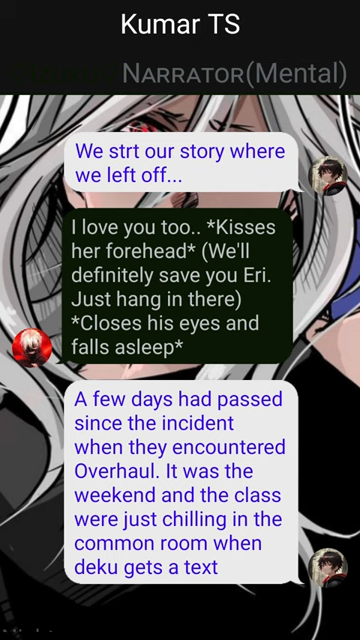 Kumar TS
Narrator(Mental)
We strt our story where
we left off...
I love you too.. *Kisses
her forehead* (We'll
definitely save you Eri.
Just hang in there)
*Closes his eyes and
falls asleep*
A few days had passed
since the incident
when they encountered
Overhaul. It was the
weekend and the class
were just chilling in the
common room when
deku gets a text